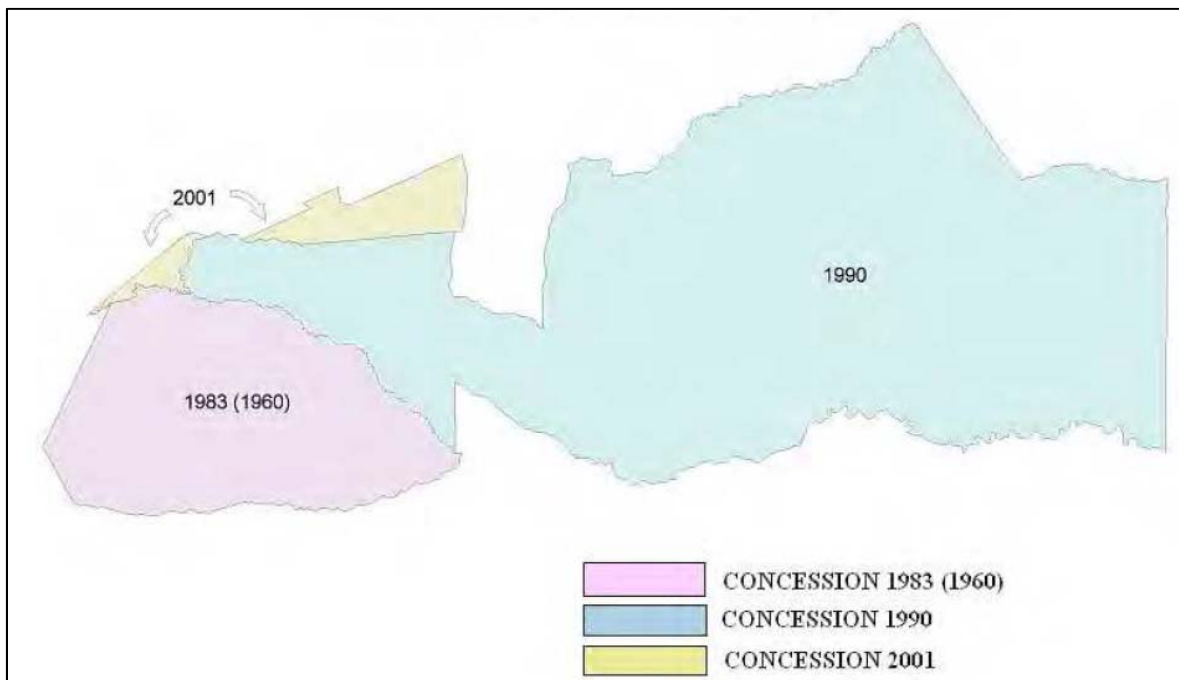 2001
1990
1983 (1960)
CONCESSION 1983 (1960)
CONCESSION 1990
CONCESSION 2001